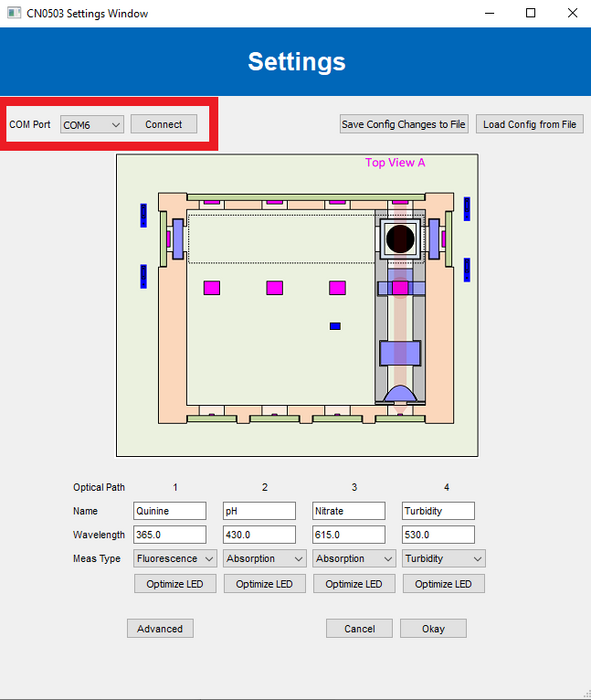 CN0503 Settings Window
Settings
COM Port COM6 Connect Save Config Changes to File Load Config from File
Top View A
Optical Path 1 2 3 4
Name Quinine pH Nitrate Turbidity
Wavelength 365.0 430.0 615.0 530.0
Meas Type Fluorescence Absorption Absorption Turbidity
Optimize LED Optimize LED Optimize LED Optimize LED
Advanced Cancel Okay